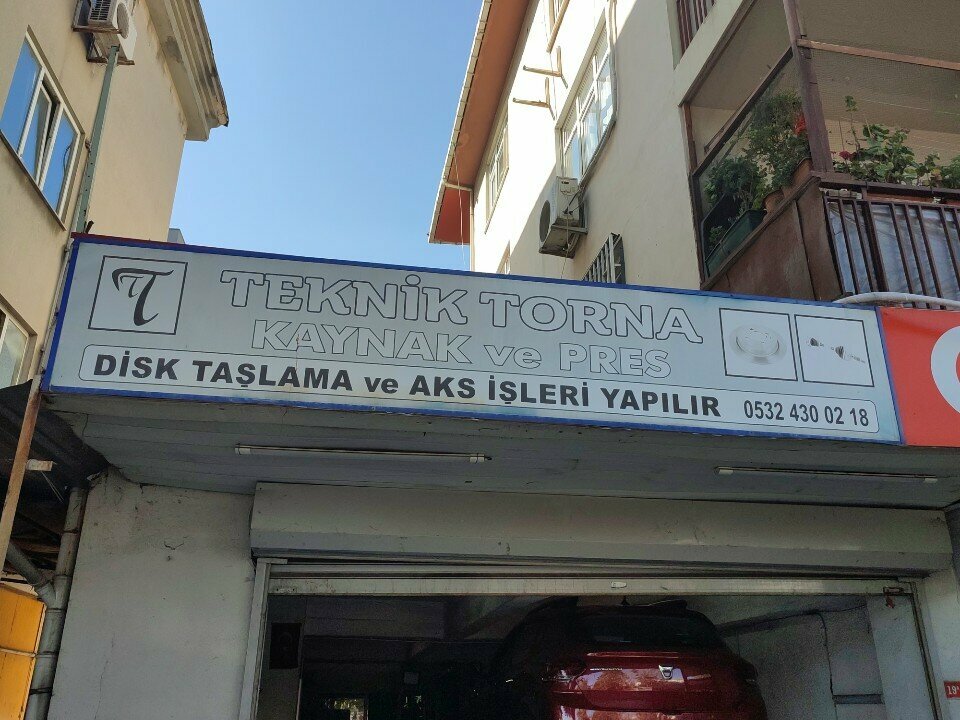 TEKNİK TORNA
KAYNAK ve PRES
DİSK TAŞLAMA ve AKS İŞLERİ YAPILIR 0532 430 02 18